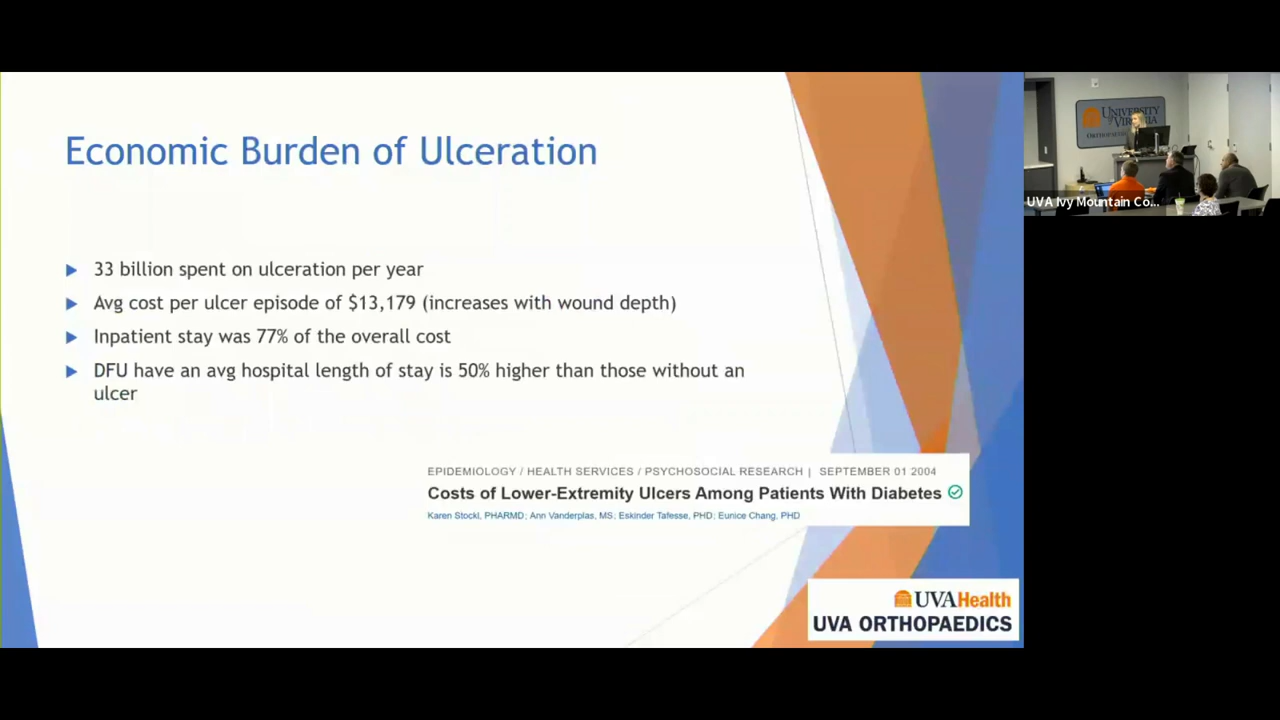 Economic Burden of Ulceration
33 billion spent on ulceration per year
Avg cost per ulcer episode of $13,179 (increases with wound depth)
Inpatient stay was 77% of the overall cost
DFU have an avg hospital length of stay is 50% higher than those without an
ulcer
EPIDEMIOLOGY / HEALTH SERVICES / PSYCHOSOCIAL RESEARCH | SEPTEMBER 01 2004
Costs of Lower-Extremity Ulcers Among Patients With Diabetes
Karen Stockl, PHARMD; Ann Vanderplas, MS; Eskinder Tafesse, PHD; Eunice Chang, PHD
UVAHealth
UVA ORTHOPAEDICS
UNIVERSITY
of VIRGINIA
UVA Ivy Mountain Co...